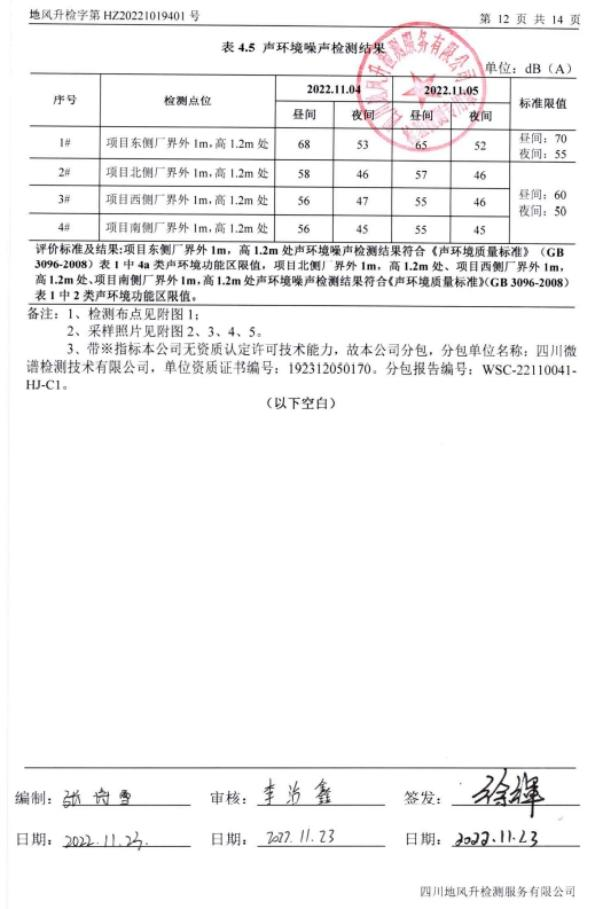 地风升检字第 HZ20221019401 号
第 12 页 共 14 页
表 4.5 声环境噪声检测结果
单位：dB（A）
序号 检测点位 2022.11.04 2022.11.05 标准限值
昼间 夜间 昼间 夜间
1# 项目东侧厂界外 1m，高 1.2m 处 68 53 65 52 昼间：70
夜间：55
2# 项目北侧厂界外 1m，高 1.2m 处 58 46 57 46 昼间：60
夜间：50
3# 项目西侧厂界外 1m，高 1.2m 处 56 47 55 46
4# 项目南侧厂界外 1m，高 1.2m 处 56 45 55 45
评价标准及结果：项目东侧厂界外 1m，高 1.2m 处声环境噪声检测结果符合《声环境质量标准》（GB
3096-2008）表 1 中 4a 类声环境功能区限值，项目北侧厂界外 1m，高 1.2m 处、项目西侧厂界外 1m，
高 1.2m 处、项目南侧厂界外 1m，高 1.2m 处声环境噪声检测结果符合《声环境质量标准》（GB 3096-2008）
表 1 中 2 类声环境功能区限值。
备注：1、检测布点见附图 1；
2、采样照片见附图 2、3、4、5。
3、带※指标本公司无资质认定许可技术能力，故本公司分包，分包单位名称：四川微
谱检测技术有限公司，单位资质证书编号：192312050170。分包报告编号：WSC-22110041-
HJ-C1。
（以下空白）
编制： 审核： 签发：
日期：2022.11.23. 日期：2022.11.23 日期：2022.11.23
四川地风升检测服务有限公司